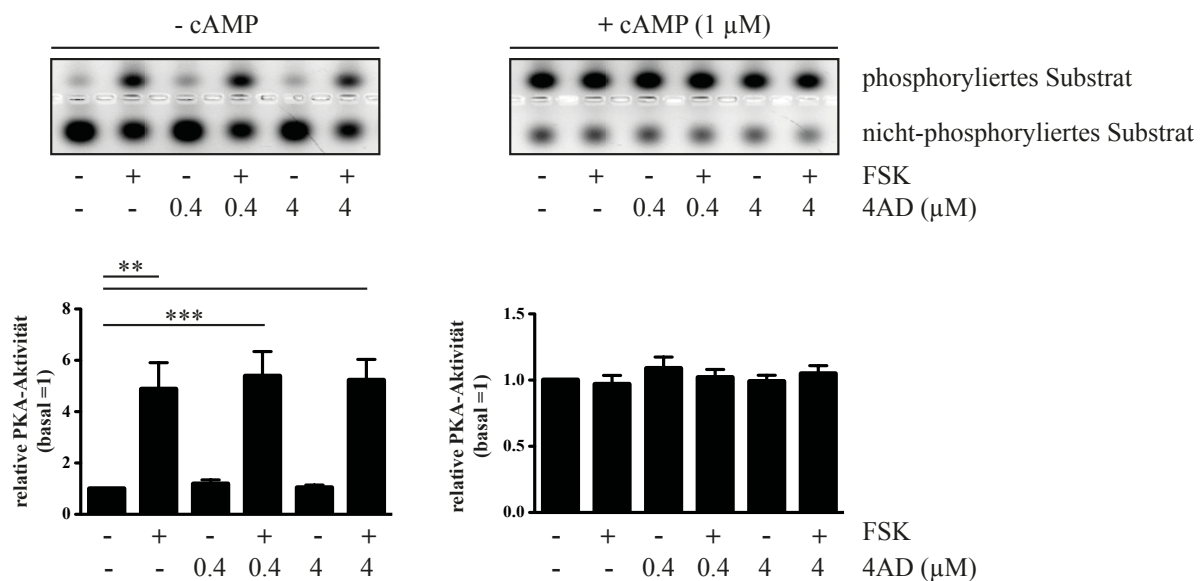 - cAMP
+ cAMP (1 µM)
phosphoryliertes Substrat
nicht-phosphoryliertes Substrat
- + - + - + - + - + - + FSK
- - 0.4 0.4 4 4 - - 0.4 0.4 4 4 4AD (µM)
**
***
relative PKA-Aktivität
(basal =1)
8
6
4
2
0
relative PKA-Aktivität
(basal =1)
1.5
1.0
0.5
0.0
- + - + - + - + - + - + FSK
- - 0.4 0.4 4 4 - - 0.4 0.4 4 4 4AD (µM)